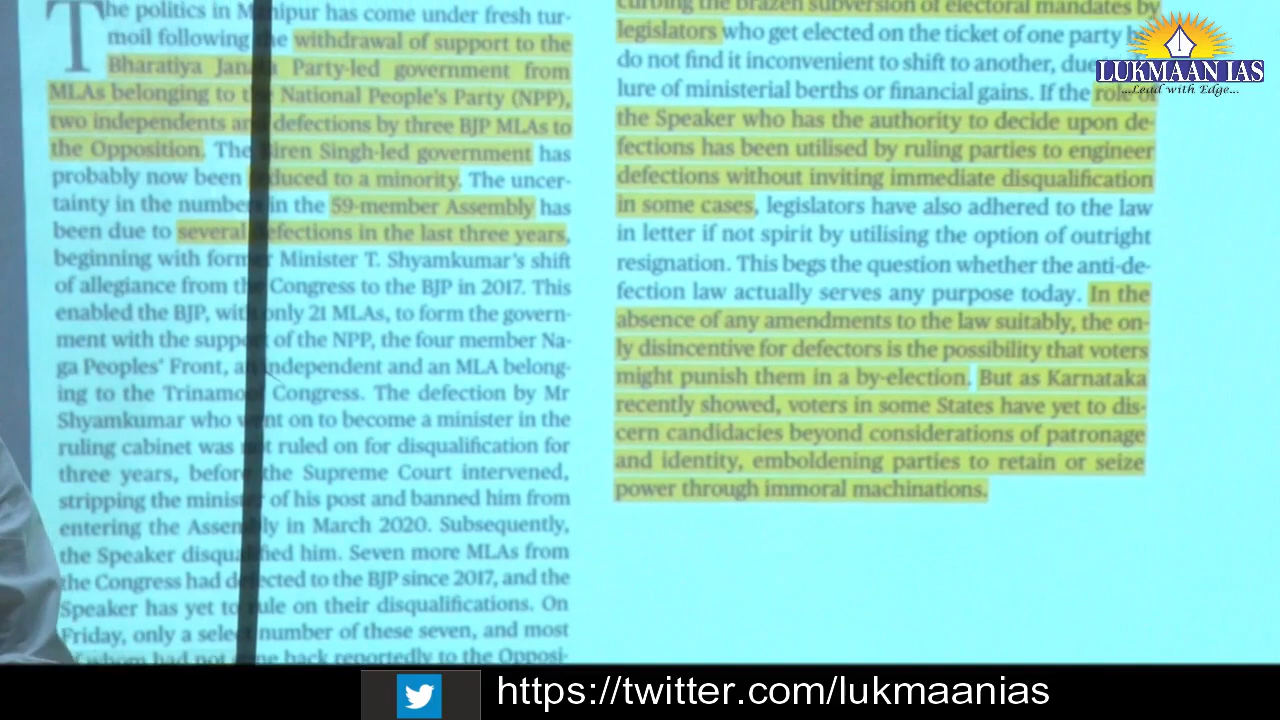 The politics in Manipur has come under fresh tur-
moil following the withdrawal of support to the
Bharatiya Janata Party-led government from
MLAs belonging to the National People's Party (NPP),
two independents and defections by three BJP MLAs to
the Opposition. The Biren Singh-led government has
probably now been reduced to a minority. The uncer-
tainty in the numbers in the 59-member Assembly has
been due to several defections in the last three years,
beginning with former Minister T. Shyamkumar's shift
of allegiance from the Congress to the BJP in 2017. This
enabled the BJP, with only 21 MLAs, to form the govern-
ment with the support of the NPP, the four member Na-
ga Peoples' Front, an independent and an MLA belong-
ing to the Trinamool Congress. The defection by Mr
Shyamkumar who went on to become a minister in the
ruling cabinet was not ruled on for disqualification for
three years, before the Supreme Court intervened,
stripping the minister of his post and banned him from
entering the Assembly in March 2020. Subsequently,
the Speaker disqualified him. Seven more MLAs from
the Congress had defected to the BJP since 2017, and the
Speaker has yet to rule on their disqualifications. On
Friday, only a select number of these seven, and most
of whom had not gone back reportedly to the Opposi-
curbing the brazen subversion of electoral mandates by
legislators who get elected on the ticket of one party
do not find it inconvenient to shift to another, due
lure of ministerial berths or financial gains. If the role of
the Speaker who has the authority to decide upon de-
fections has been utilised by ruling parties to engineer
defections without inviting immediate disqualification
in some cases, legislators have also adhered to the law
in letter if not spirit by utilising the option of outright
resignation. This begs the question whether the anti-de-
fection law actually serves any purpose today. In the
absence of any amendments to the law suitably, the on-
ly disincentive for defectors is the possibility that voters
might punish them in a by-election. But as Karnataka
recently showed, voters in some States have yet to dis-
cern candidacies beyond considerations of patronage
and identity, emboldening parties to retain or seize
power through immoral machinations.
LUKMAAN IAS
...Lead with Edge...
https://twitter.com/lukmaanias